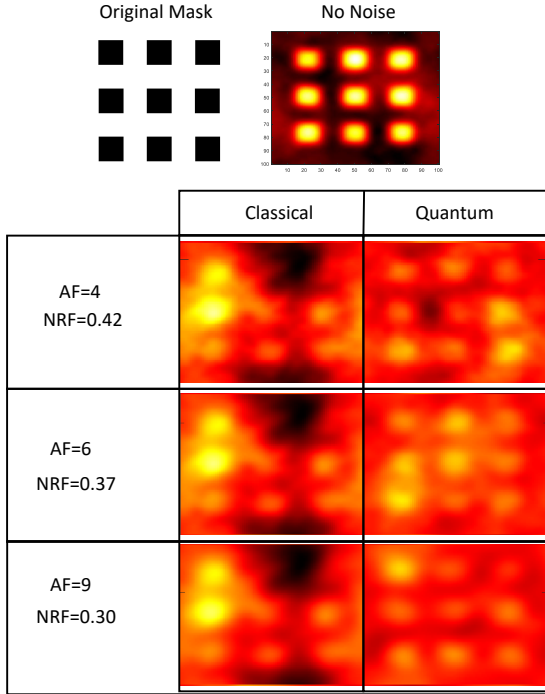 Original Mask
No Noise
10
20
30
40
50
60
70
80
90
100
10 20 30 40 50 60 70 80 90 100
Classical
Quantum
AF=4
NRF=0.42
AF=6
NRF=0.37
AF=9
NRF=0.30